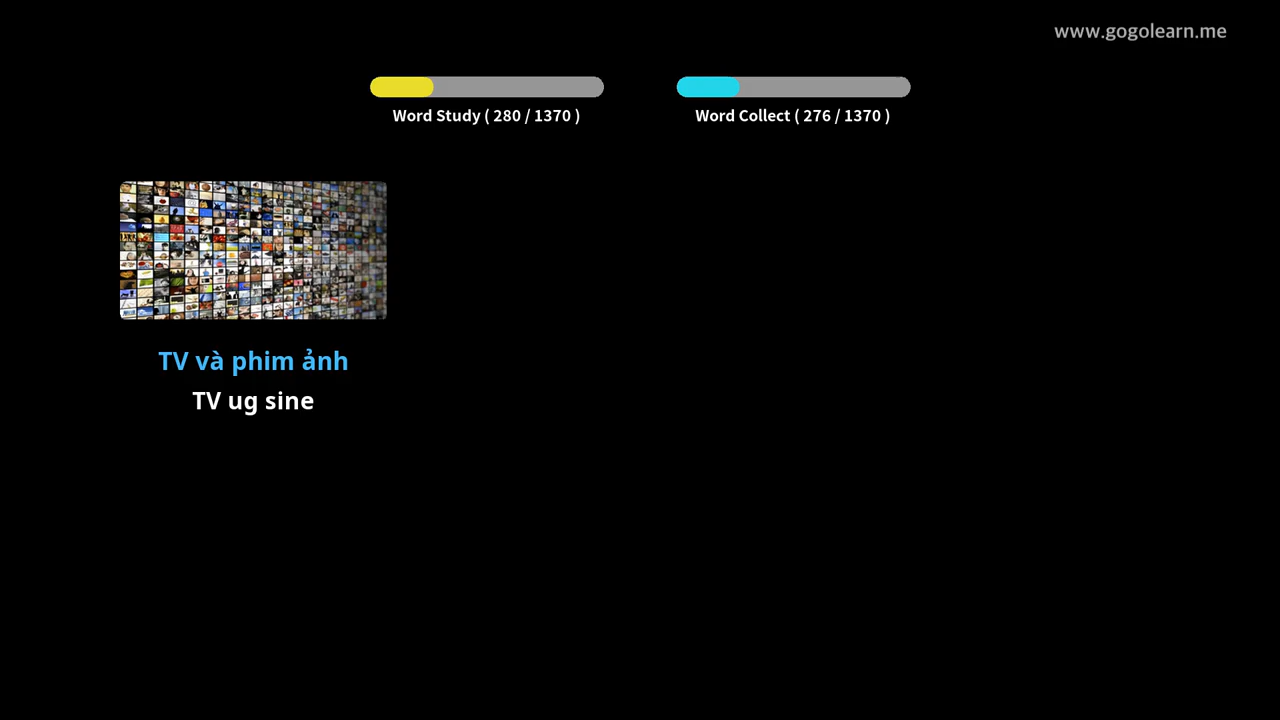 www.gogolearn.me
Word Study ( 280 / 1370 )
Word Collect ( 276 / 1370 )
TV và phim ảnh
TV ug sine